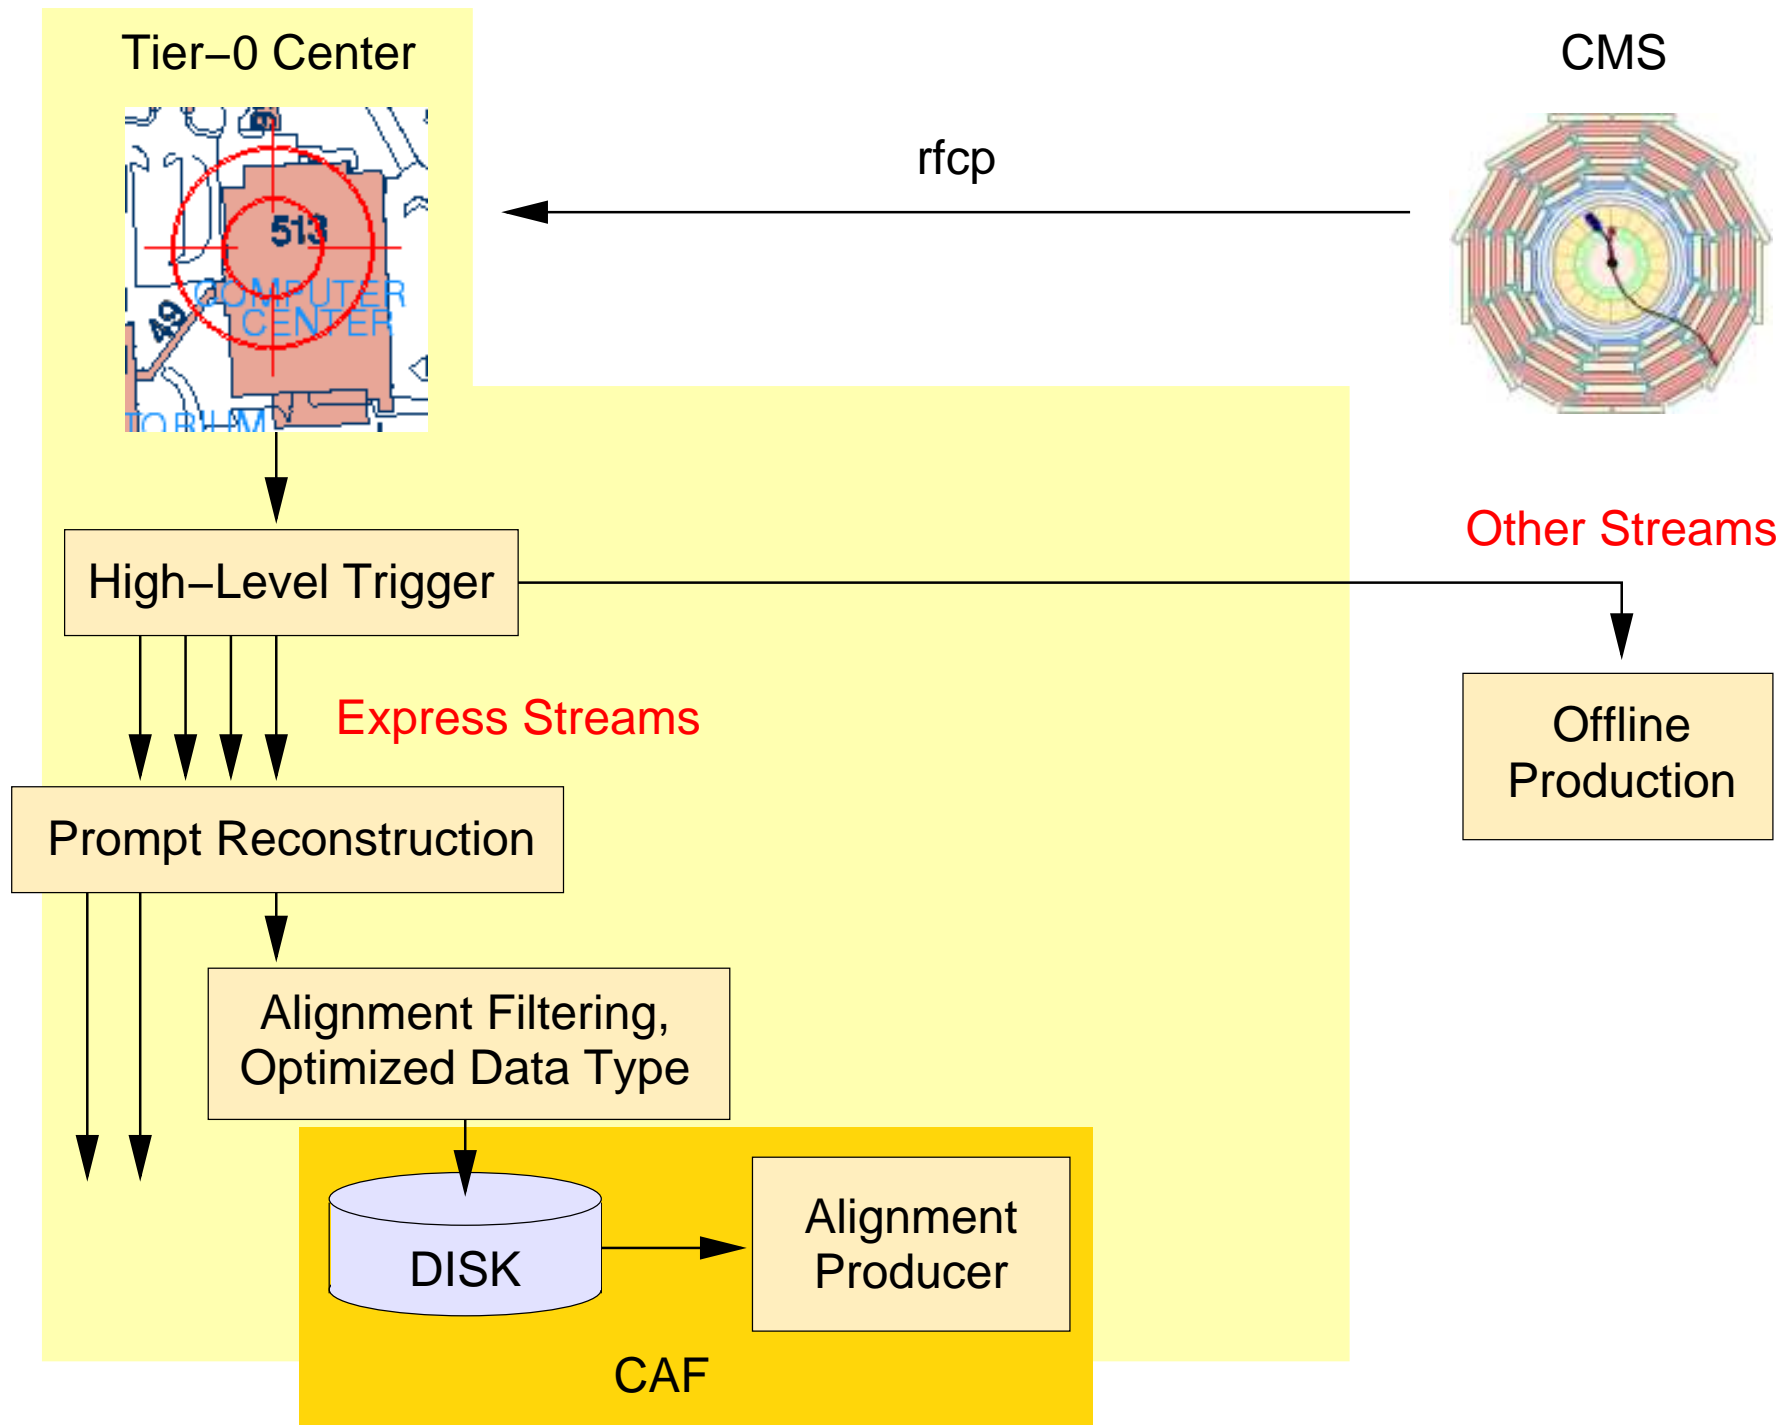 Tier–0 Center
CMS
rfcp
513
COMPUTER
CENTER
49
TORIUM
Other Streams
High–Level Trigger
Express Streams
Offline
Production
Prompt Reconstruction
Alignment Filtering,
Optimized Data Type
Alignment
Producer
DISK
CAF